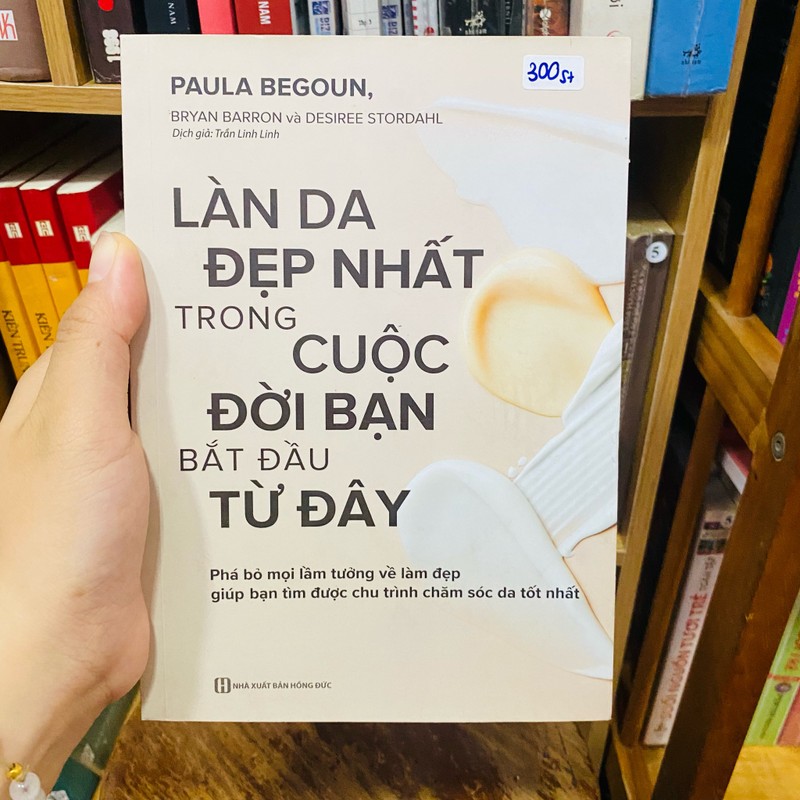 PAULA BEGOUN,
300st
BRYAN BARRON và DESIREE STORDAHL
Dịch giả: Trần Linh Linh
LÀN DA
ĐẸP NHẤT
TRONG
CUỘC
ĐỜI BẠN
BẮT ĐẦU
TỪ ĐÂY
Phá bỏ mọi lầm tưởng về làm đẹp
giúp bạn tìm được chu trình chăm sóc da tốt nhất
NHÀ XUẤT BẢN HỒNG ĐỨC
5